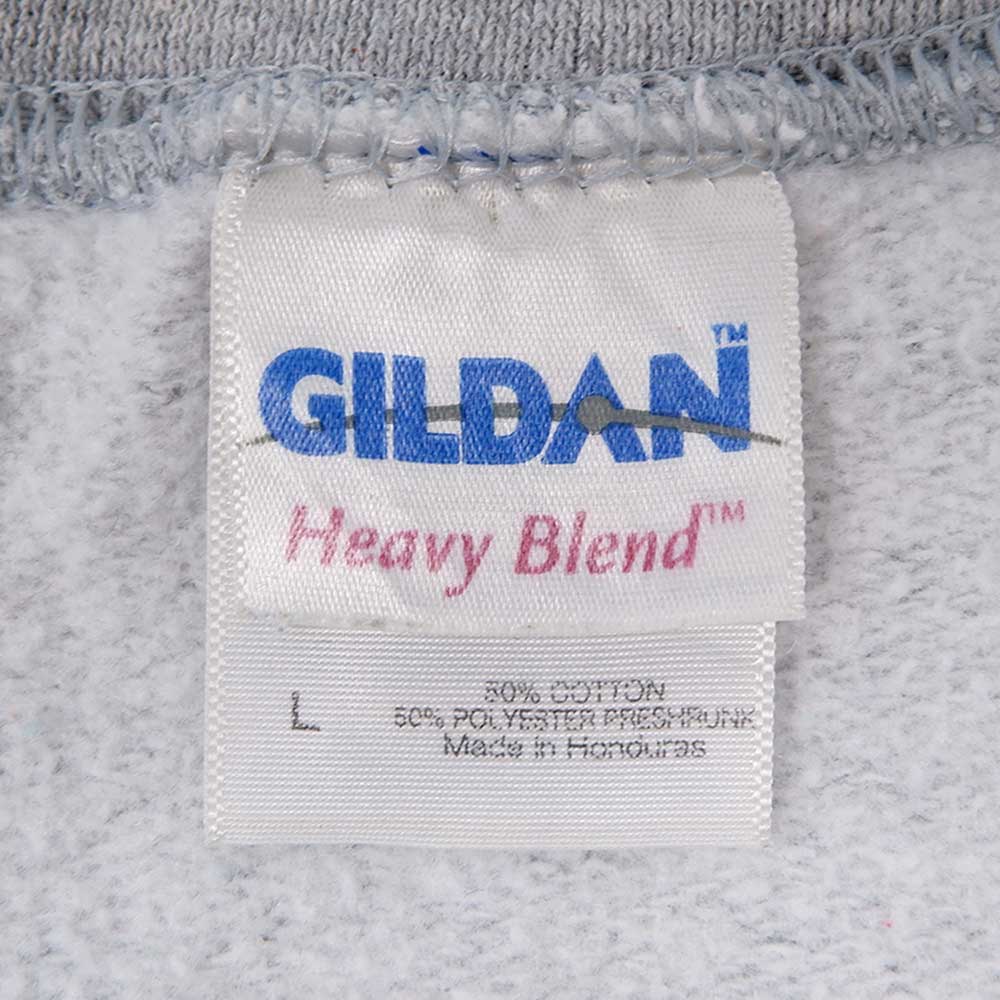 GILDAN™
Heavy Blend™
L
50% COTTON
50% POLYESTER PRESHRUNK
Made in Honduras